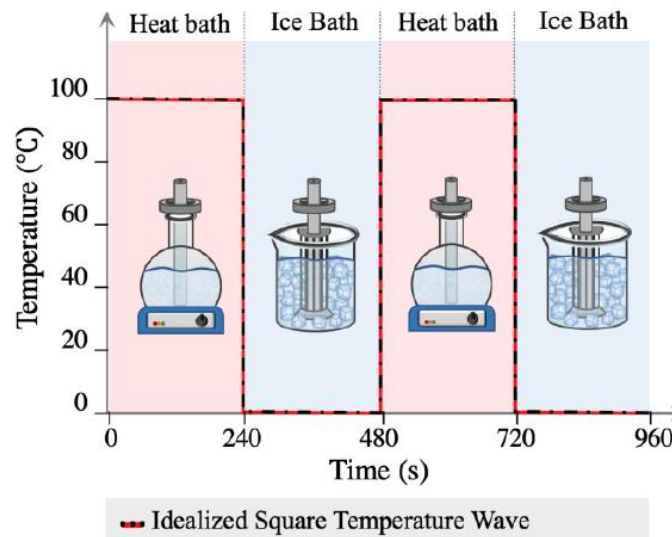 Heat bath Ice Bath Heat bath Ice Bath
Temperature (°C)
100
80
60
40
20
0
0 240 480 720 960
Time (s)
Idealized Square Temperature Wave